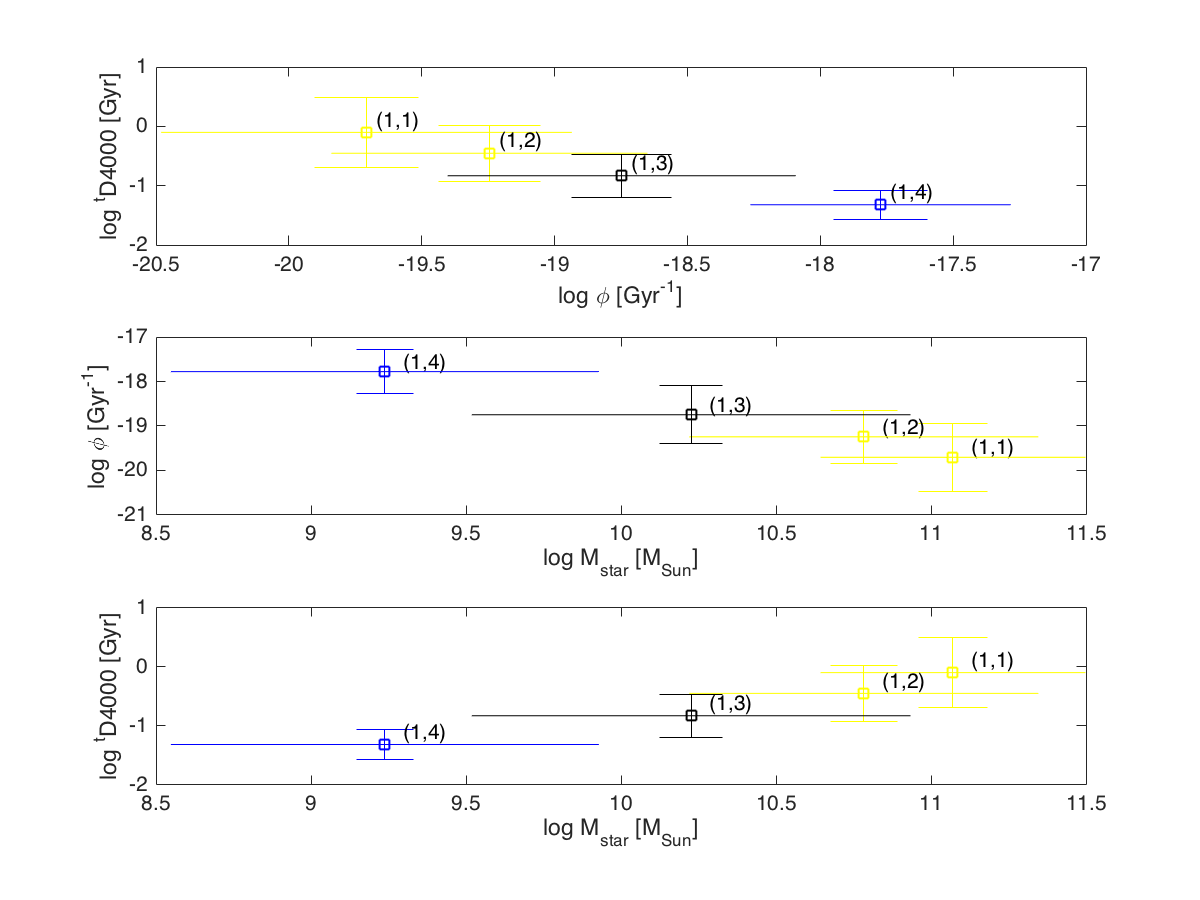 1
0
-1
-2
log tD4000 [Gyr]
(1,1)
(1,2)
(1,3)
(1,4)
-20.5 -20 -19.5 -19 -18.5 -18 -17.5 -17
log ϕ [Gyr-1]
-17
-18
-19
-20
-21
log ϕ [Gyr-1]
(1,4)
(1,3)
(1,2)
(1,1)
8.5 9 9.5 10 10.5 11 11.5
log Mstar [MSun]
1
0
-1
-2
log tD4000 [Gyr]
(1,1)
(1,2)
(1,3)
(1,4)
8.5 9 9.5 10 10.5 11 11.5
log Mstar [MSun]